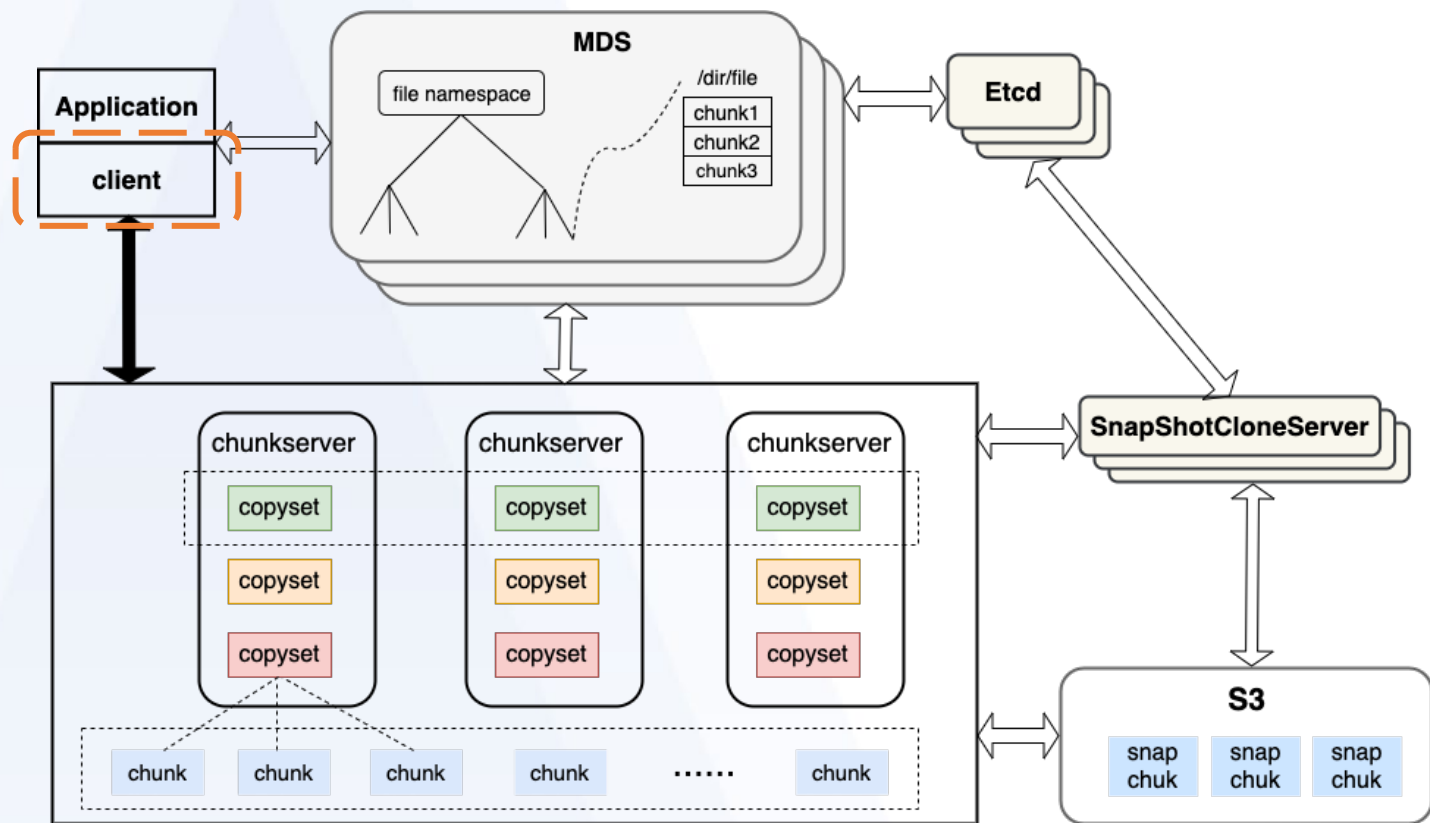 MDS
Application
client
file namespace
/dir/file
chunk1
chunk2
chunk3
Etcd
chunkserver
chunkserver
chunkserver
copyset
copyset
copyset
copyset
copyset
copyset
copyset
copyset
copyset
chunk
chunk
chunk
chunk
......
chunk
SnapShotCloneServer
S3
snap
chuk
snap
chuk
snap
chuk